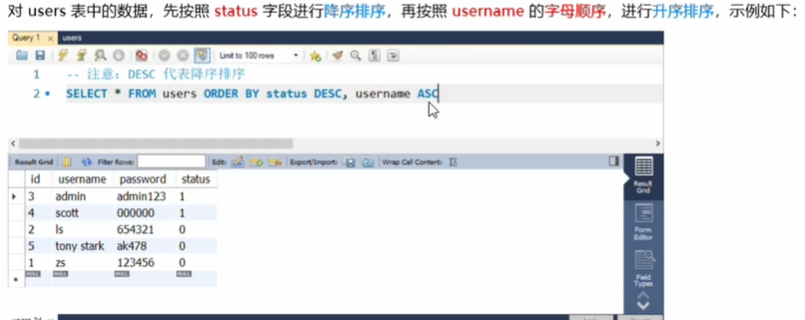 对 users 表中的数据，先按照 status 字段进行降序排序，再按照 username 的字母顺序，进行升序排序，示例如下：
Query 1 × users
Limit to 100 rows
1 -- 注意：DESC 代表降序排序
2 SELECT * FROM users ORDER BY status DESC, username ASC
Result Grid Filter Rows: Edit: Export/Import: Wrap Cell Content:
id username password status
3 admin admin123 1
4 scott 000000 1
2 ls 654321 0
5 tony stark ak478 0
1 zs 123456 0
NULL NULL NULL NULL
Result Grid
Form Editor
Field Types